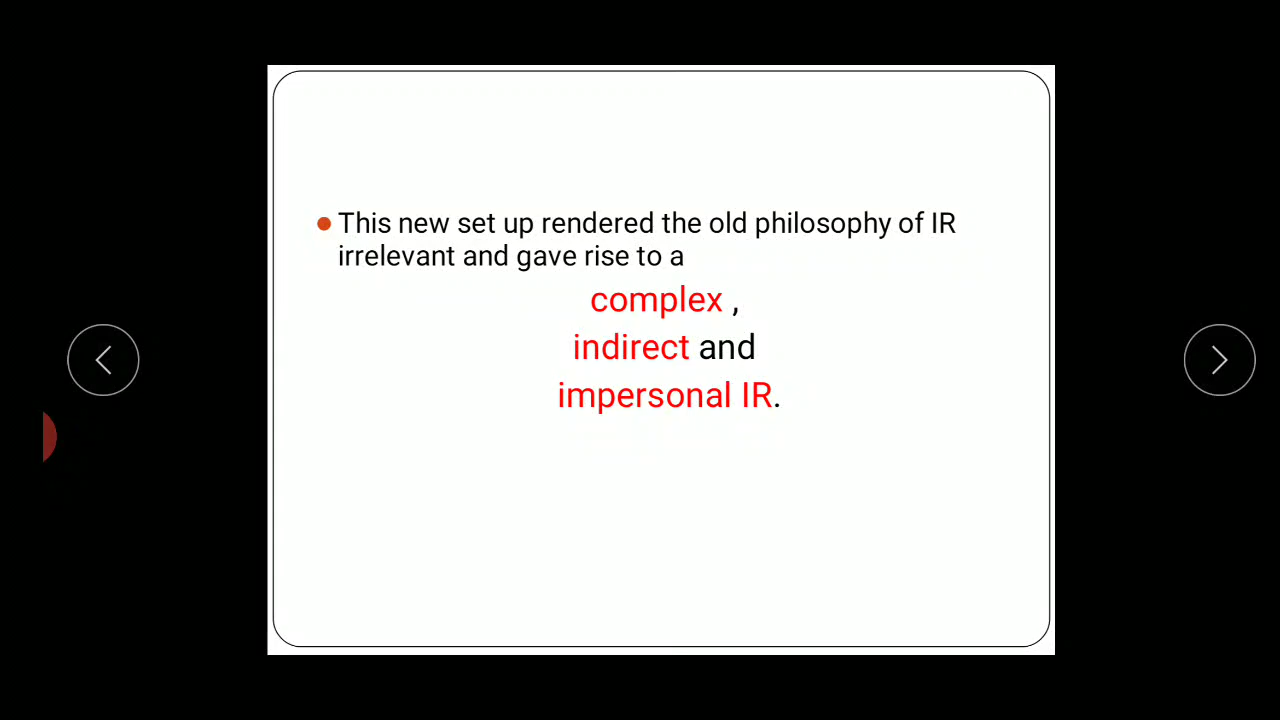 This new set up rendered the old philosophy of IR
irrelevant and gave rise to a
complex ,
indirect and
impersonal IR.